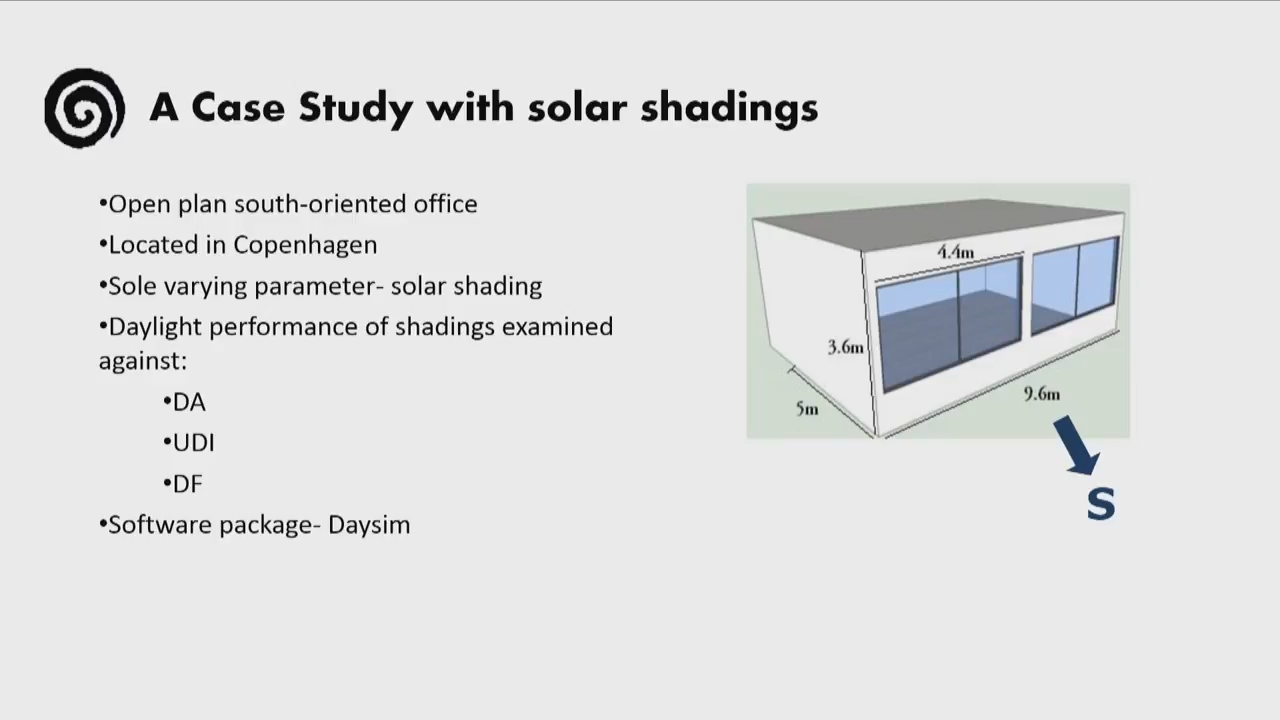 A Case Study with solar shadings
•Open plan south-oriented office
•Located in Copenhagen
•Sole varying parameter- solar shading
•Daylight performance of shadings examined
against:
•DA
•UDI
•DF
•Software package- Daysim
4.4m
3.6m
5m
9.6m
S